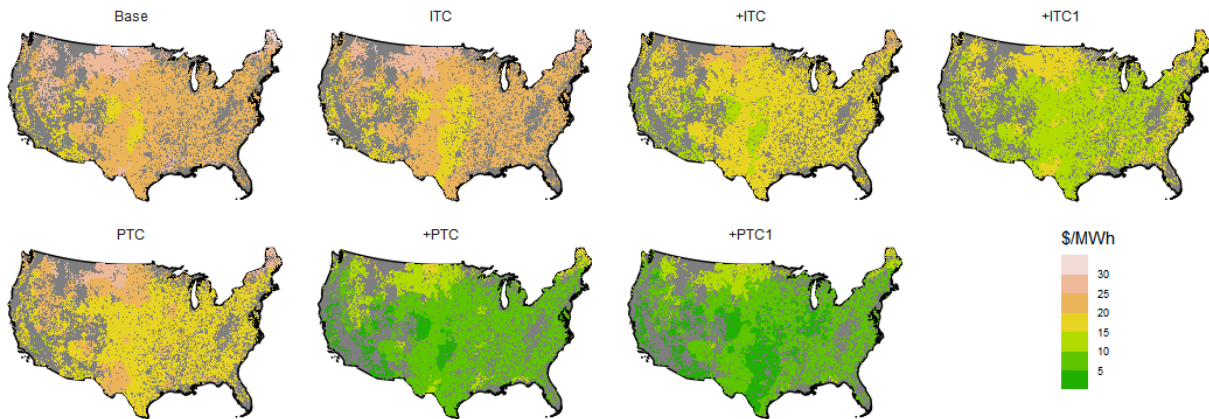 Base
ITC
+ITC
+ITC1
PTC
+PTC
+PTC1
$/MWh
30
25
20
15
10
5